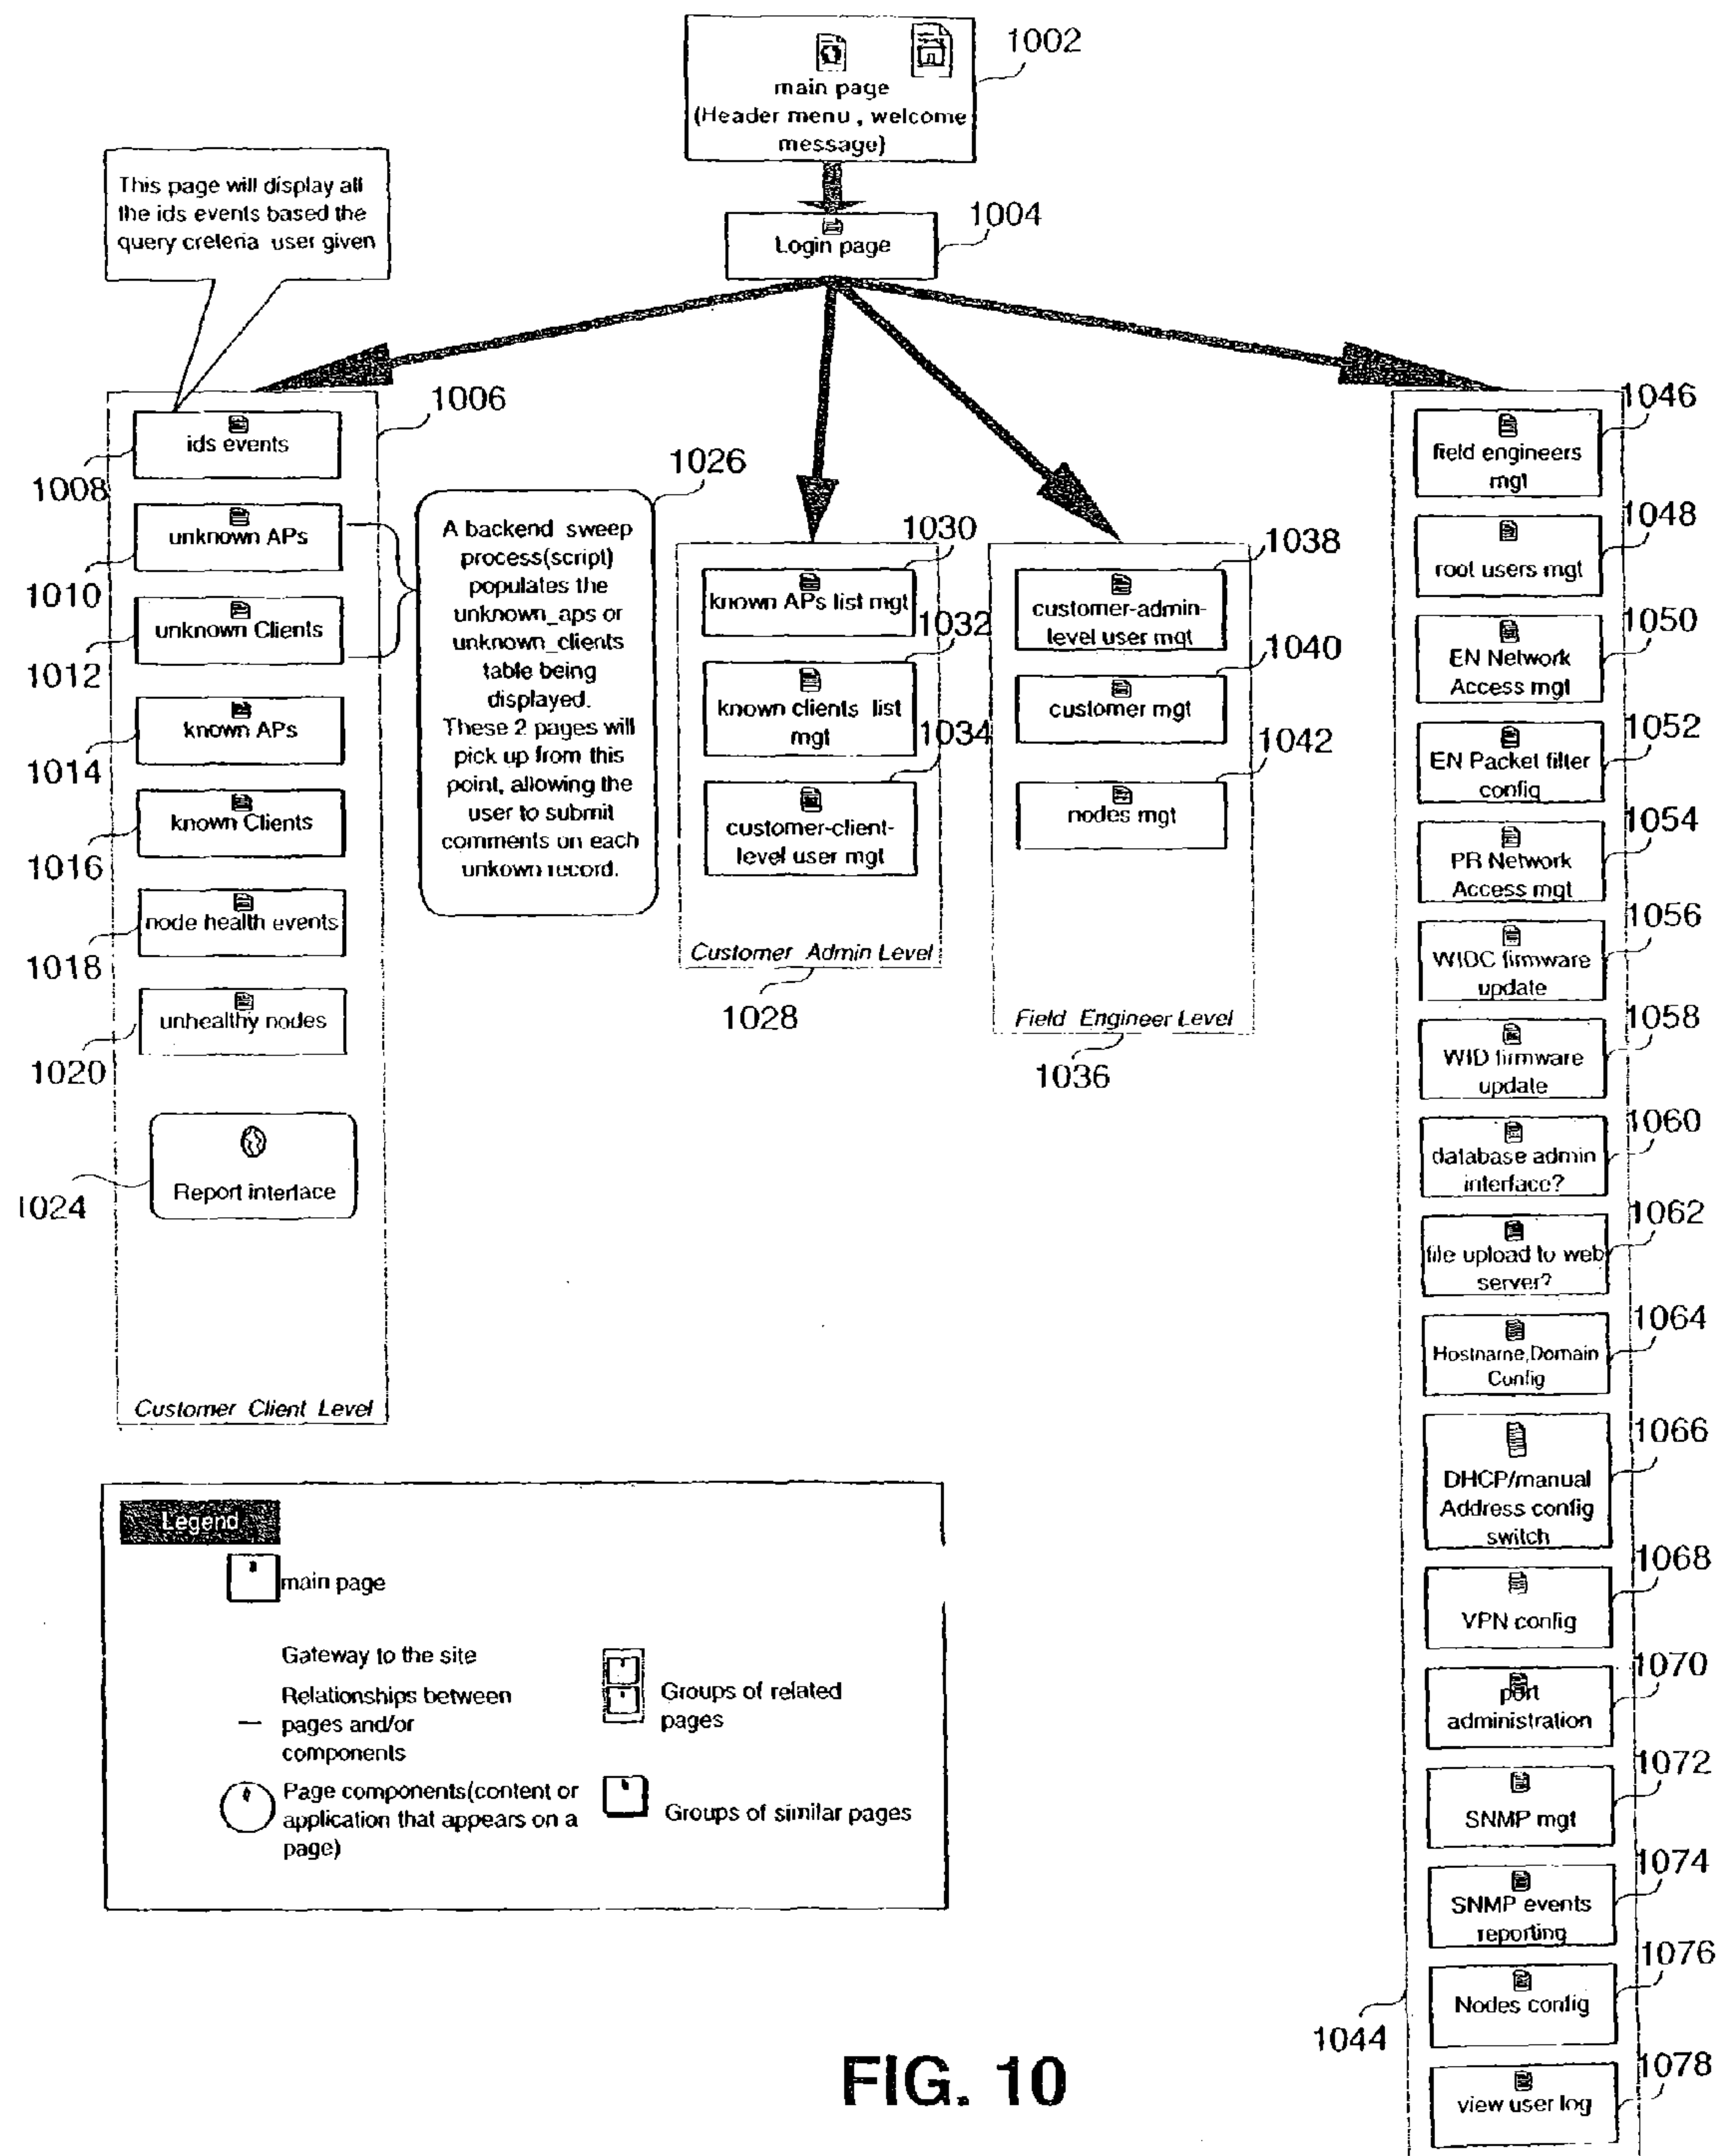 1002
main page
(Header menu , welcome
message)
1004
Login page
This page will display all
the ids events based the
query creteria user given
1006
ids events
1008
unknown APs
1010
unknown Clients
1012
known APs
1014
known Clients
1016
node health events
1018
unhealthy nodes
1020
Report interface
1024
Customer Client Level
1026
A backend sweep
process(script)
populates the
unknown_aps or
unknown_clients
table being
displayed.
These 2 pages will
pick up from this
point, allowing the
user to submit
comments on each
unkown record.
1030
known APs list mgt
1032
known clients list
mgt
1034
customer-client-
level user mgt
Customer Admin Level
1028
1038
customer-admin-
level user mgt
1040
customer mgt
1042
nodes mgt
Field Engineer Level
1036
1046
field engineers
mgt
1048
root users mgt
1050
EN Network
Access mgt
1052
EN Packet filter
config
1054
PR Network
Access mgt
1056
WIDC firmware
update
1058
WID firmware
update
1060
database admin
interface?
1062
file upload to web
server?
1064
Hostname,Domain
Config
1066
DHCP/manual
Address config
switch
1068
VPN config
1070
port
administration
1072
SNMP mgt
1074
SNMP events
reporting
1076
Nodes config
1044
1078
view user log
Legend
main page
Gateway to the site
Relationships between
pages and/or
components
Page components(content or
application that appears on a
page)
Groups of related
pages
Groups of similar pages
FIG. 10